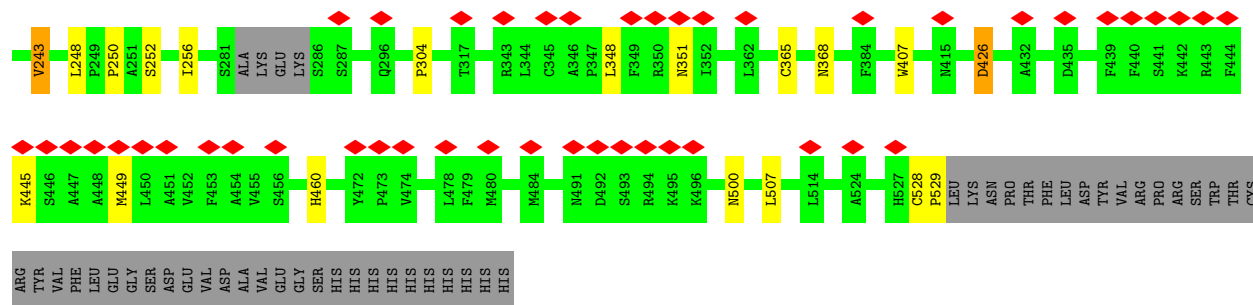 V243 L248 P249 P250 A251 S252 I256 S281 ALA LYS GLU LYS S286 S287 Q296 P304 T317 R343 L344 C345 A346 P347 L348 F349 R350 N351 I352 L362 C365 N368 F384 W407 N415 D426 A432 D435 F439 F440 S441 K442 R443 F444
K445 S446 A447 A448 M449 L450 A451 V452 F453 A454 V455 S456 H460 Y472 P473 V474 L478 F479 M480 M484 N491 D492 S493 R494 K495 K496 N500 L507 L514 A524 H527 C528 P529 LEU LYS ASN PRO THR PHE LEU ASP TYR VAL ARG PRO ARG SER TRP THR CYS
ARG TYR VAL PHE LEU GLU GLU GLY SER ASP GLU VAL ASP ALA VAL GLU GLY SER HIS HIS HIS HIS HIS HIS HIS HIS HIS HIS